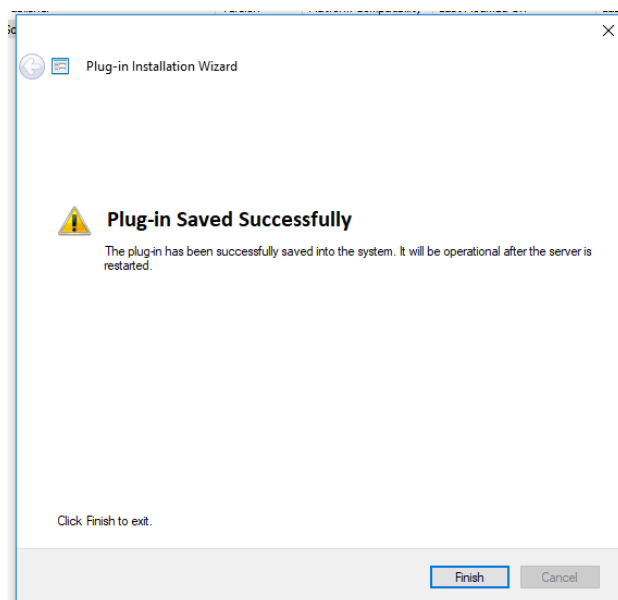 Plug-in Installation Wizard
Plug-in Saved Successfully
The plug-in has been successfully saved into the system. It will be operational after the server is
restarted.
Click Finish to exit.
Finish
Cancel